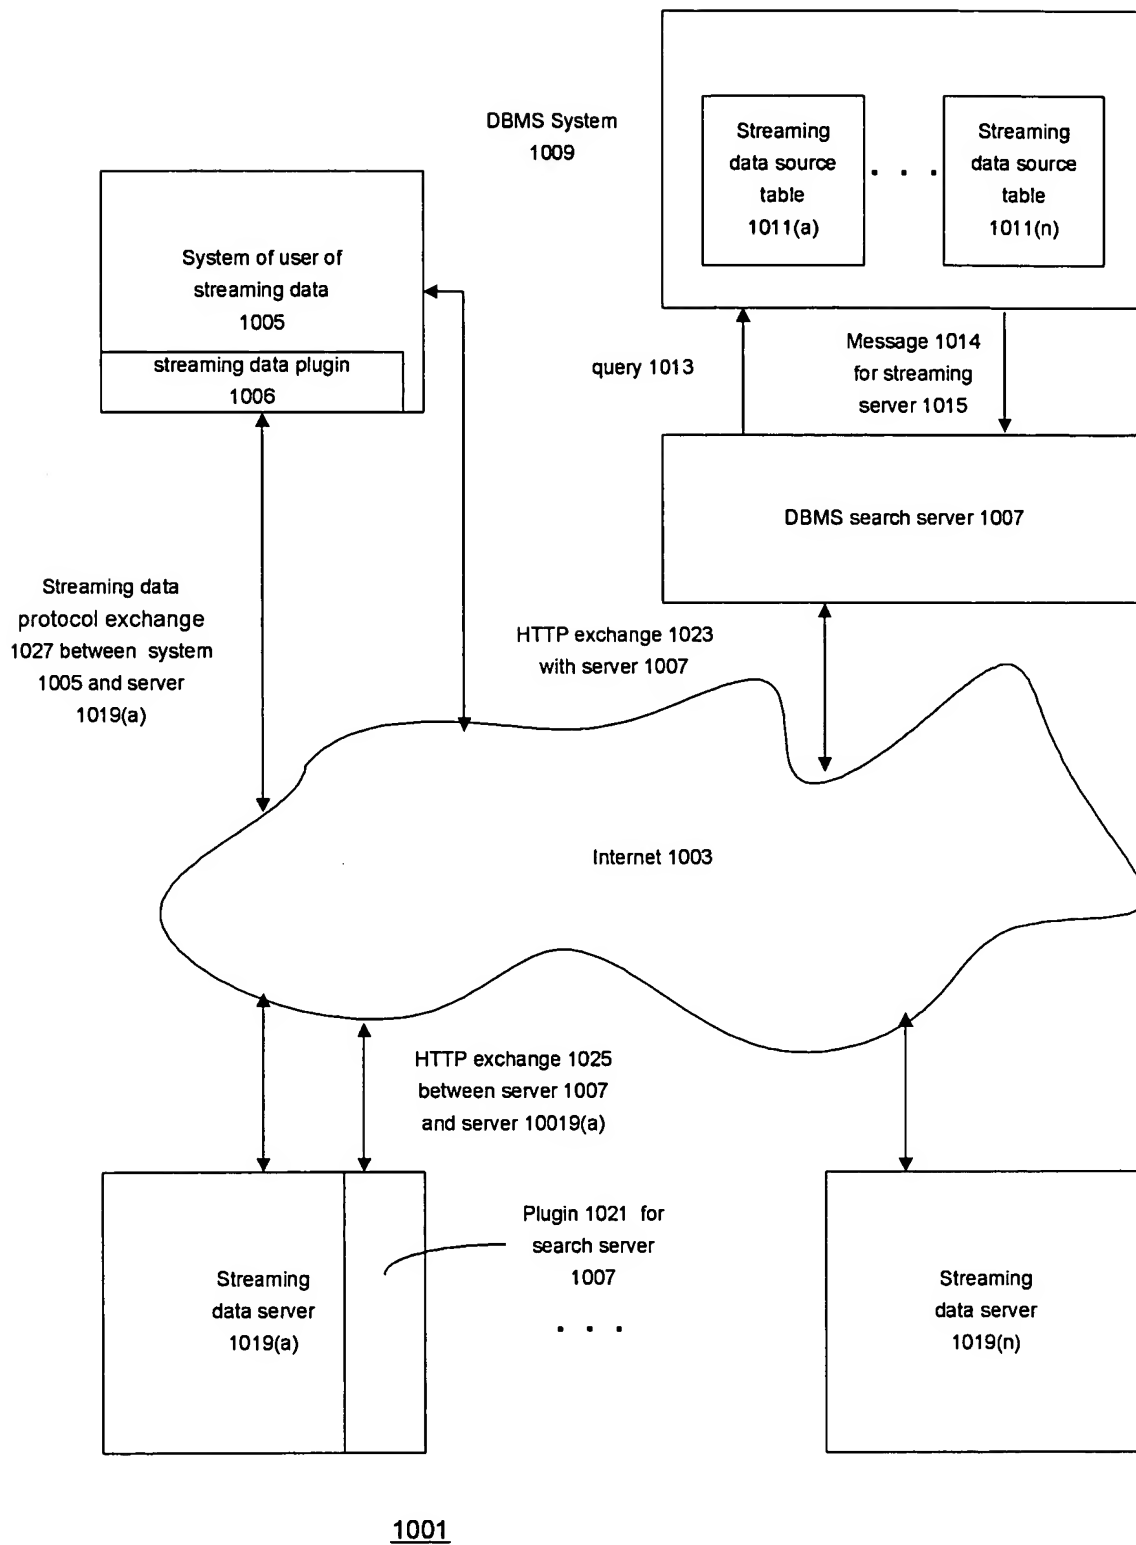 DBMS System
1009
Streaming
data source
table
1011(a)
. . .
Streaming
data source
table
1011(n)
System of user of
streaming data
1005
streaming data plugin
1006
query 1013
Message 1014
for streaming
server 1015
DBMS search server 1007
Streaming data
protocol exchange
1027 between system
1005 and server
1019(a)
HTTP exchange 1023
with server 1007
Internet 1003
HTTP exchange 1025
between server 1007
and server 10019(a)
Plugin 1021 for
search server
1007
Streaming
data server
1019(a)
. . .
Streaming
data server
1019(n)
1001